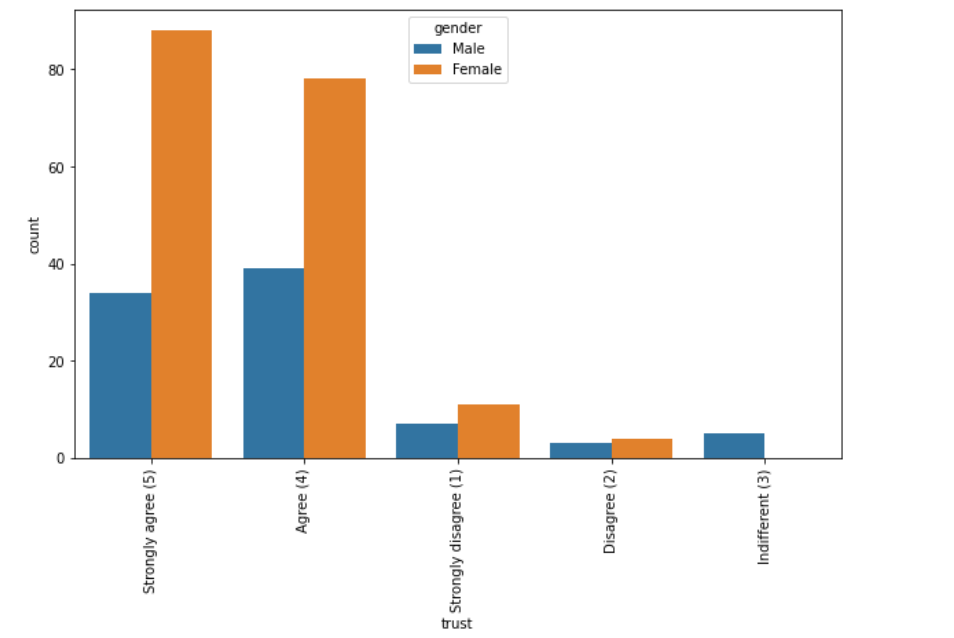 gender
Male
Female
80
60
40
20
0
count
Strongly agree (5)
Agree (4)
Strongly disagree (1)
Disagree (2)
Indifferent (3)
trust